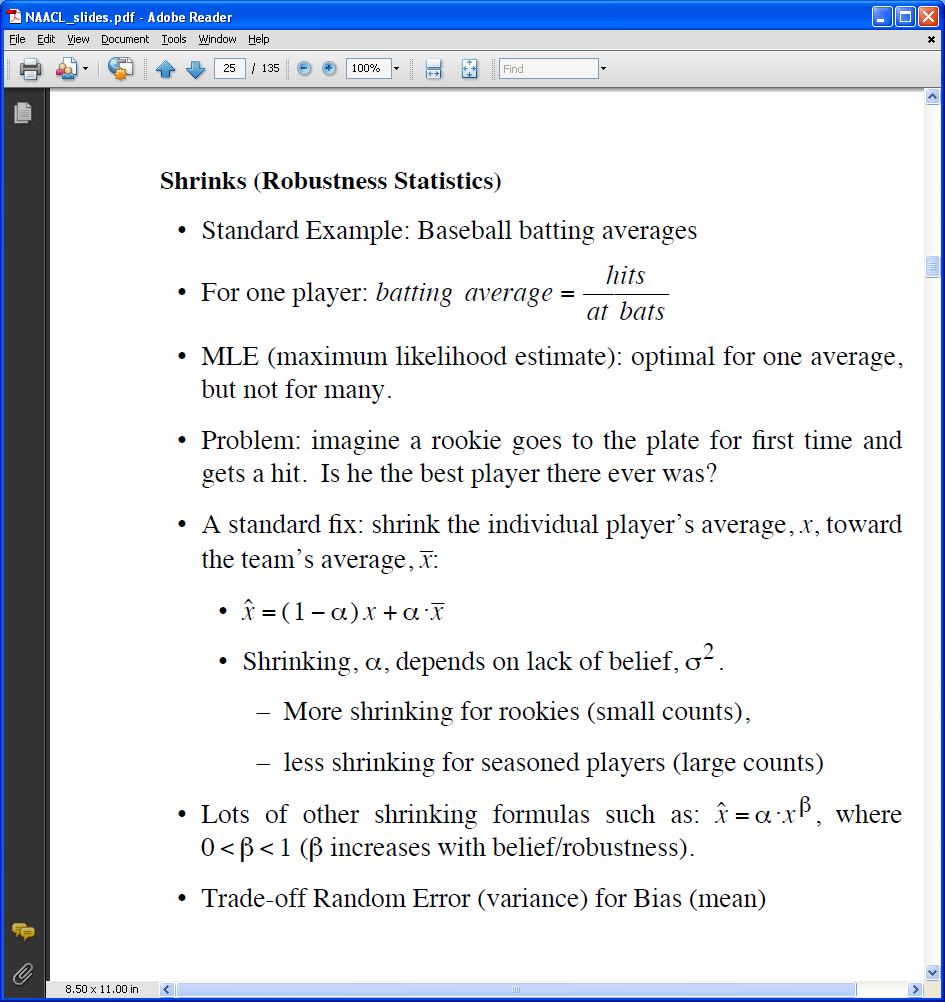 NAACL_slides.pdf - Adobe Reader
File Edit View Document Tools Window Help
25 / 135 100% Find
Shrinks (Robustness Statistics)
• Standard Example: Baseball batting averages
• For one player: batting average = hits / at bats
• MLE (maximum likelihood estimate): optimal for one average,
but not for many.
• Problem: imagine a rookie goes to the plate for first time and
gets a hit. Is he the best player there ever was?
• A standard fix: shrink the individual player's average, x, toward
the team's average, x̅:
• x̂ = (1 − α) x + α · x̅
• Shrinking, α, depends on lack of belief, σ².
– More shrinking for rookies (small counts),
– less shrinking for seasoned players (large counts)
• Lots of other shrinking formulas such as: x̂ = α · x^β, where
0 < β < 1 (β increases with belief/robustness).
• Trade-off Random Error (variance) for Bias (mean)
8.50 x 11.00 in